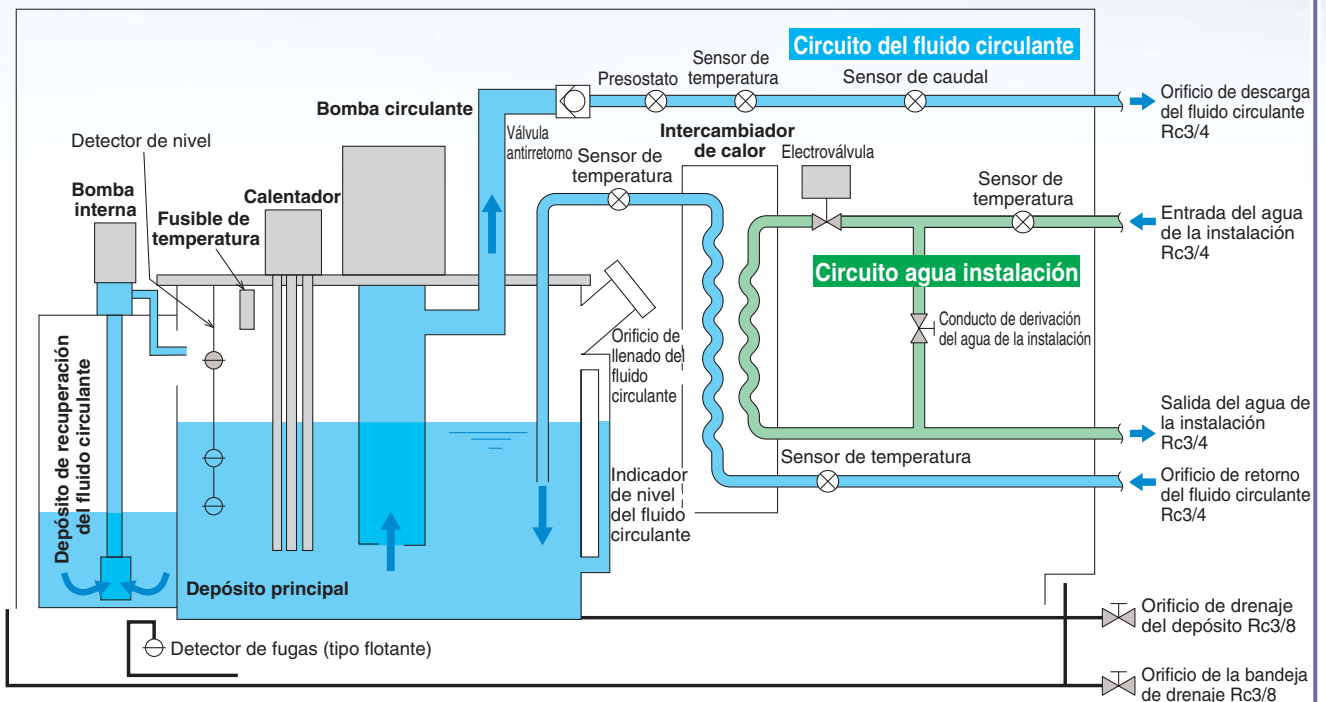 Circuito del fluido circulante
Sensor de
temperatura
Presostato
Sensor de caudal
Orificio de descarga
del fluido circulante
Rc3/4
Bomba circulante
Válvula
antirretorno
Intercambiador
de calor
Electroválvula
Detector de nivel
Sensor de
temperatura
Sensor de
temperatura
Bomba
interna
Calentador
Fusible de
temperatura
Entrada del agua
de la instalación
Rc3/4
Circuito agua instalación
Conducto de derivación
del agua de la instalación
Orificio de
llenado del
fluido
circulante
Depósito de recuperación
del fluido circulante
Salida del agua de
la instalación
Rc3/4
Sensor de temperatura
Indicador
de nivel
del fluido
circulante
Orificio de retorno
del fluido circulante
Rc3/4
Depósito principal
Orificio de drenaje
del depósito Rc3/8
Detector de fugas (tipo flotante)
Orificio de la bandeja
de drenaje Rc3/8